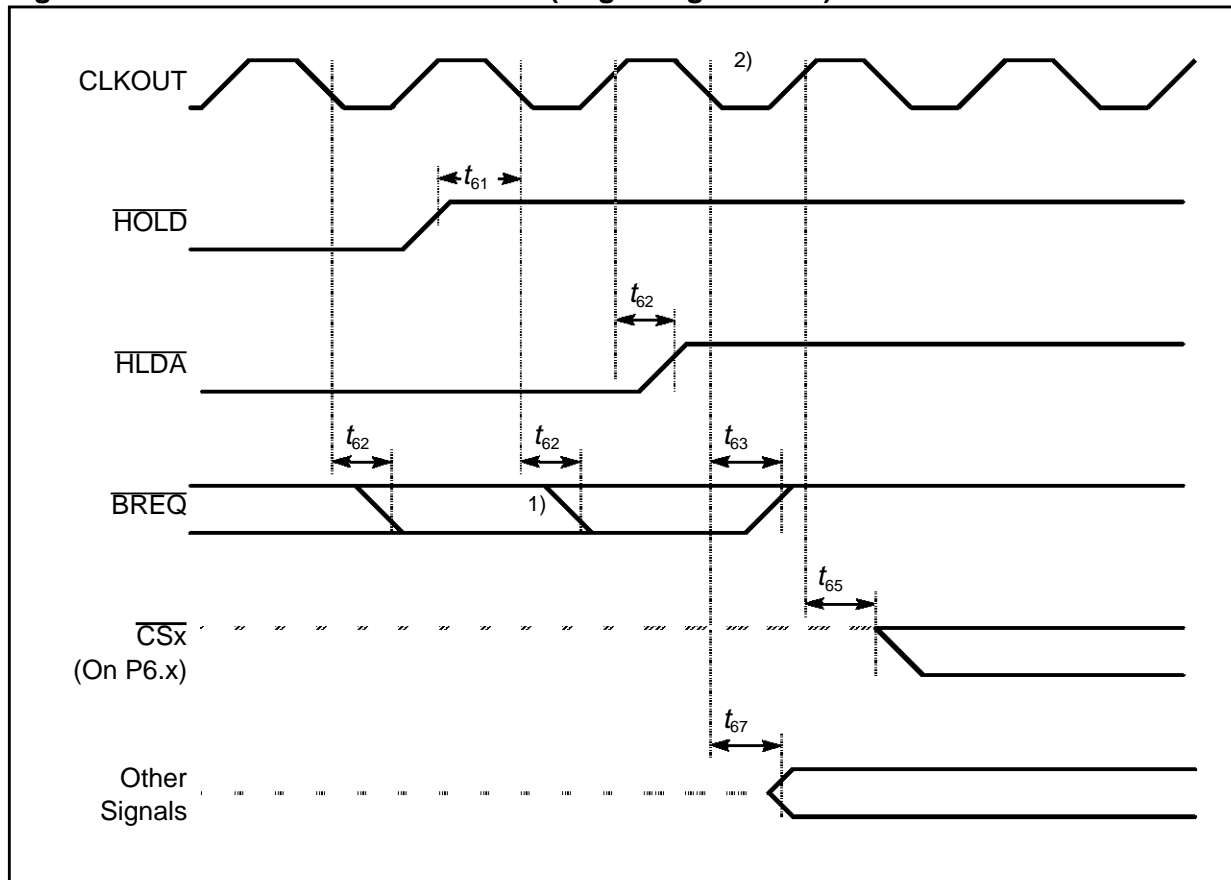 CLKOUT
2)
t61
HOLD
t62
HLDA
t62
t62
t63
BREQ
1)
t65
CSx
(On P6.x)
t67
Other
Signals